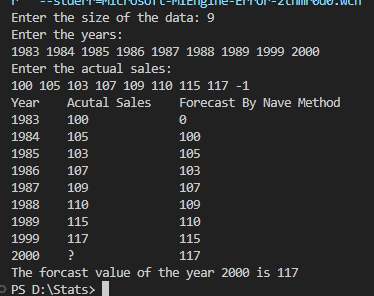 r' '--stderr=Microsoft-MIEngine-Error-2thmr0d0.wch
Enter the size of the data: 9
Enter the years:
1983 1984 1985 1986 1987 1988 1989 1999 2000
Enter the actual sales:
100 105 103 107 109 110 115 117 -1
Year Acutal Sales Forecast By Nave Method
1983 100 0
1984 105 100
1985 103 105
1986 107 103
1987 109 107
1988 110 109
1989 115 110
1999 117 115
2000 ? 117
The forcast value of the year 2000 is 117
PS D:\Stats>